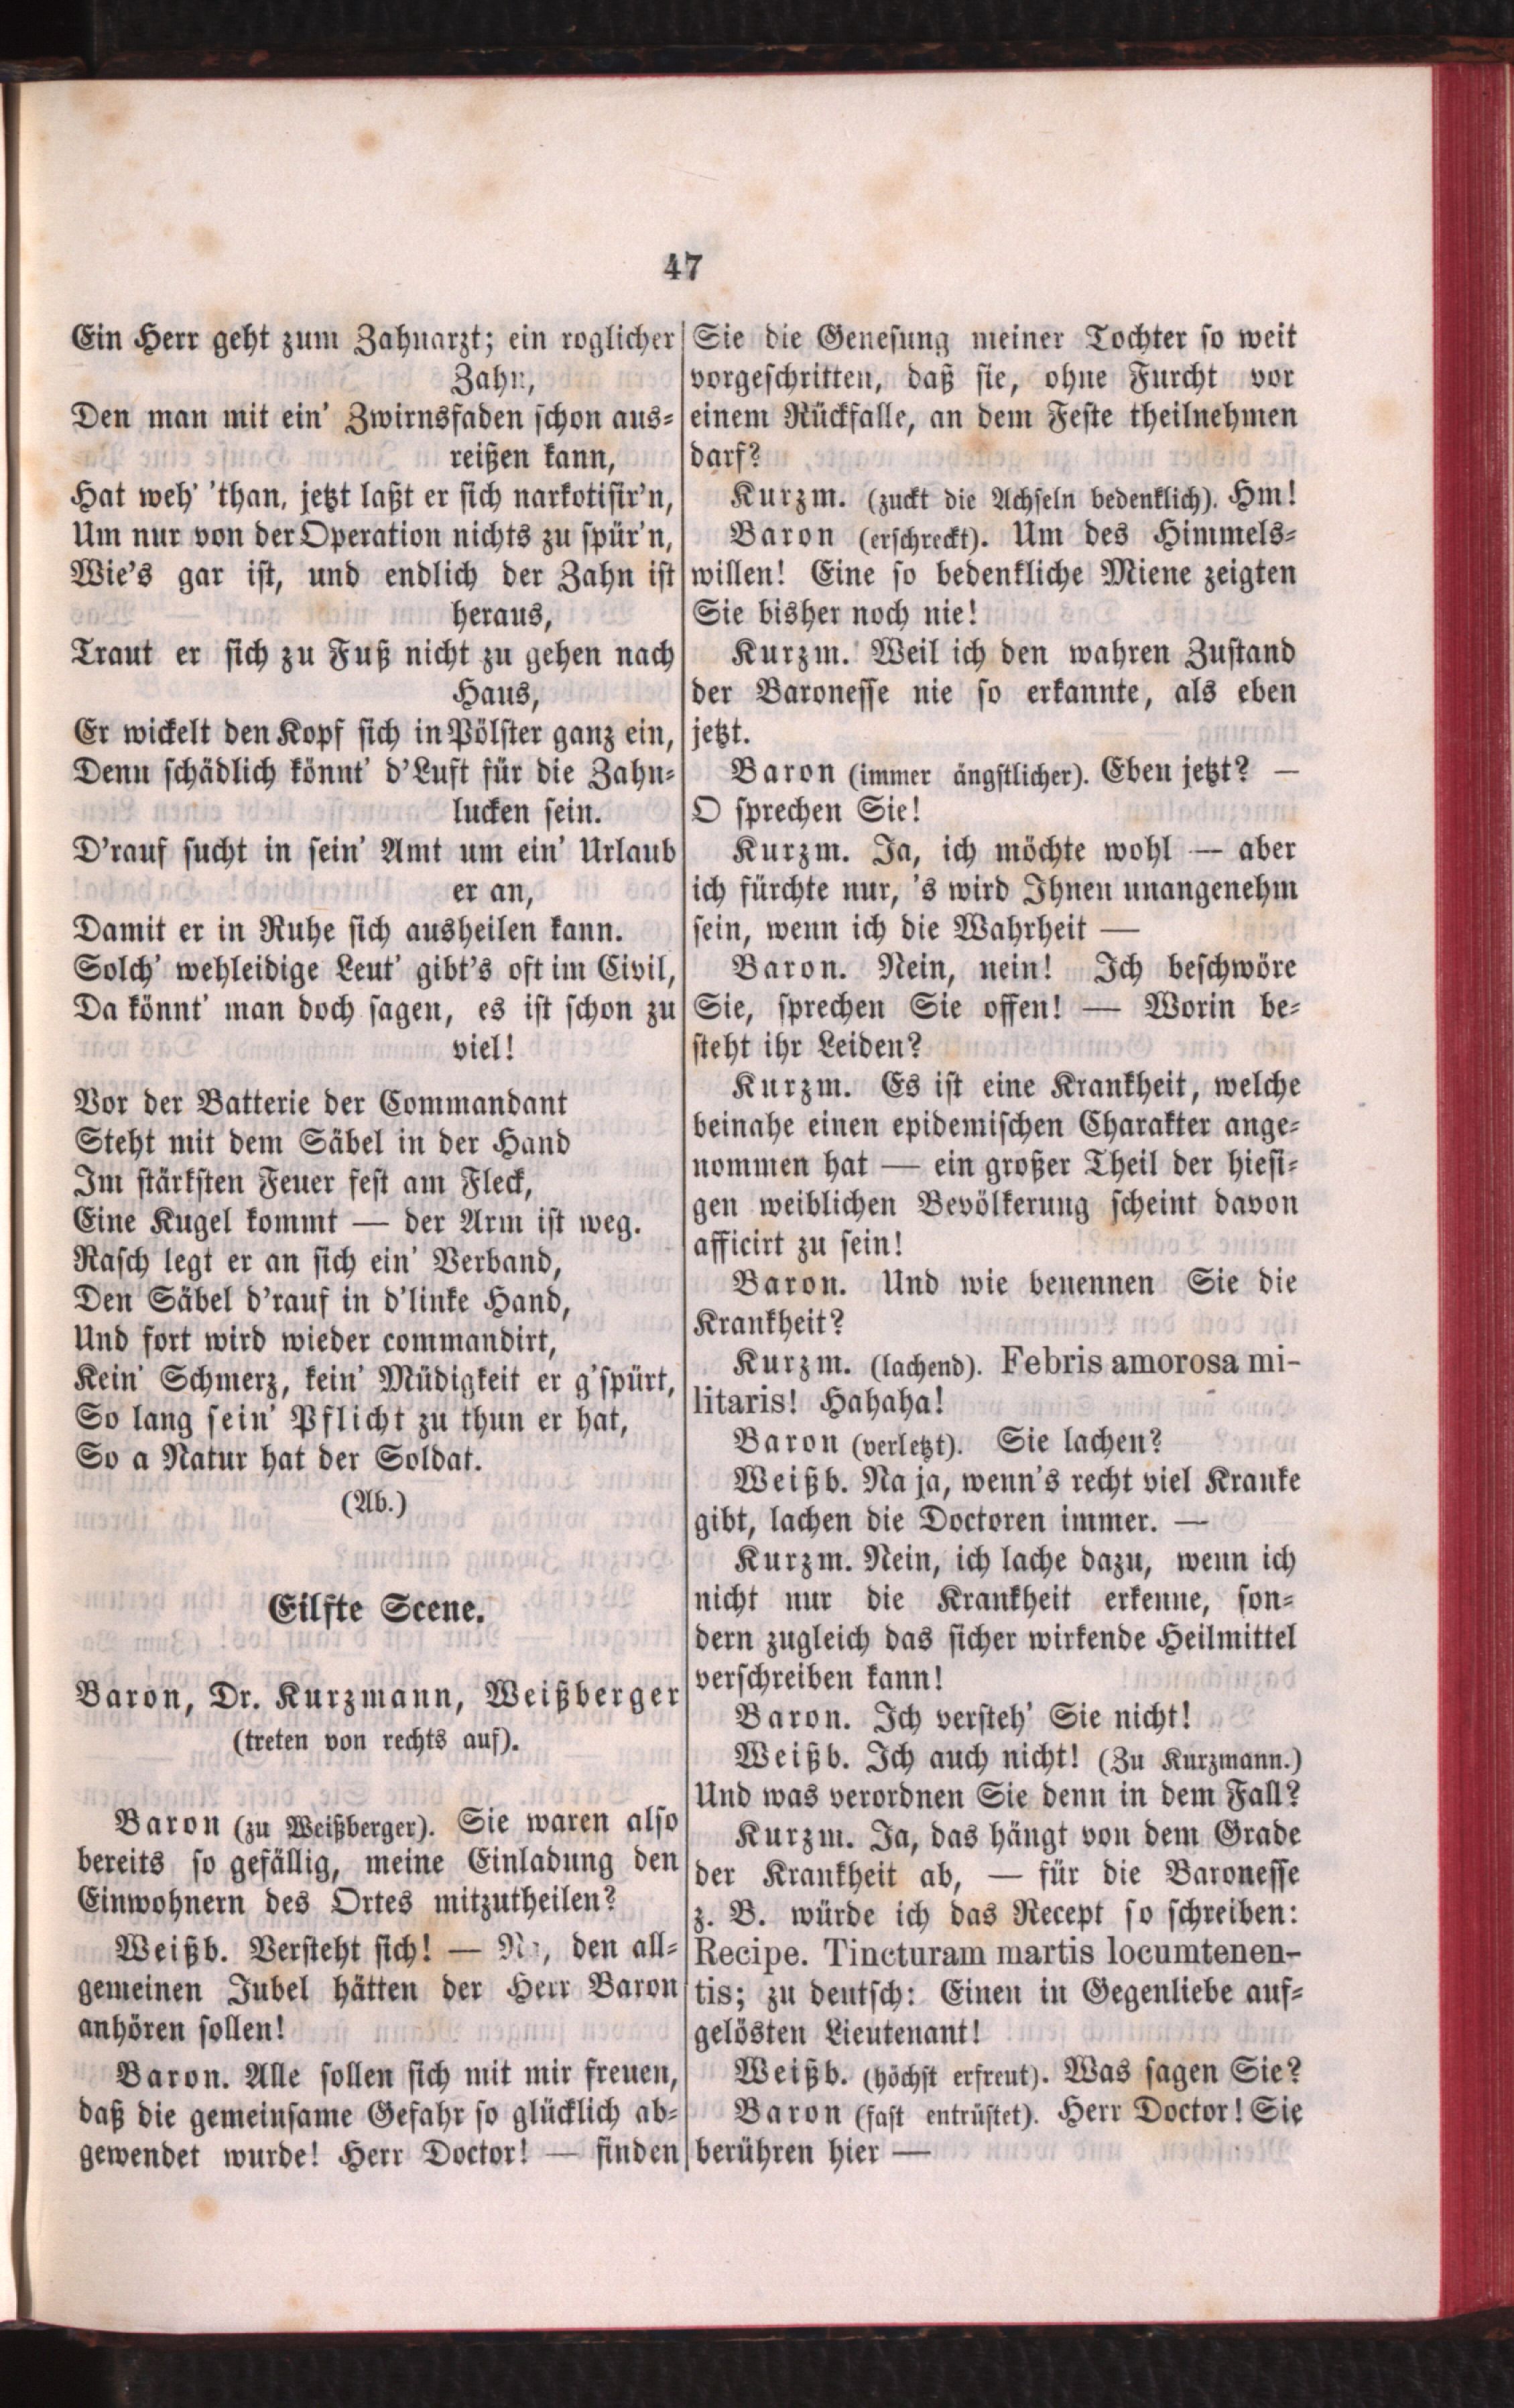 47
Ein Herr geht zum Zahnarzt; ein roglicher
Zahn,
Den man mit ein' Zwirnsfaden schon aus-
reißen kann,
Hat weh' 'than, jetzt laßt er sich narkotisir'n,
Um nur von der Operation nichts zu spür'n,
Wie's gar ist, und endlich der Zahn ist
heraus,
Traut er sich zu Fuß nicht zu gehen nach
Haus,
Er wickelt den Kopf sich in Pölster ganz ein,
Denn schädlich könnt' d'Luft für die Zahn-
lucken sein.
D'rauf sucht in sein' Amt um ein' Urlaub
er an,
Damit er in Ruhe sich ausheilen kann.
Solch' wehleidige Leut' gibt's oft im Civil,
Da könnt' man doch sagen, es ist schon zu
viel!
Vor der Batterie der Commandant
Steht mit dem Säbel in der Hand
Im stärksten Feuer fest am Fleck,
Eine Kugel kommt — der Arm ist weg.
Rasch legt er an sich ein' Verband,
Den Säbel d'rauf in d'linke Hand,
Und fort wird wieder commandirt,
Kein' Schmerz, kein' Müdigkeit er g'spürt,
So lang sein' Pflicht zu thun er hat,
So a Natur hat der Soldat.
(Ab.)
Eilfte Scene.
Baron, Dr. Kurzmann, Weißberger
(treten von rechts auf).
Baron (zu Weißberger). Sie waren also
bereits so gefällig, meine Einladung den
Einwohnern des Ortes mitzutheilen?
Weißb. Versteht sich! — Na, den all-
gemeinen Jubel hätten der Herr Baron
anhören sollen!
Baron. Alle sollen sich mit mir freuen,
daß die gemeinsame Gefahr so glücklich ab-
gewendet wurde! Herr Doctor! — finden
Sie die Genesung meiner Tochter so weit
vorgeschritten, daß sie, ohne Furcht vor
einem Rückfalle, an dem Feste theilnehmen
darf?
Kurzm. (zuckt die Achseln bedenklich). Hm!
Baron (erschreckt). Um des Himmels-
willen! Eine so bedenkliche Miene zeigten
Sie bisher noch nie!
Kurzm. Weil ich den wahren Zustand
der Baronesse nie so erkannte, als eben
jetzt.
Baron (immer ängstlicher). Eben jetzt? —
O sprechen Sie!
Kurzm. Ja, ich möchte wohl — aber
ich fürchte nur, 's wird Ihnen unangenehm
sein, wenn ich die Wahrheit —
Baron. Nein, nein! Ich beschwöre
Sie, sprechen Sie offen! — Worin be-
steht ihr Leiden?
Kurzm. Es ist eine Krankheit, welche
beinahe einen epidemischen Charakter ange-
nommen hat — ein großer Theil der hiesi-
gen weiblichen Bevölkerung scheint davon
afficirt zu sein!
Baron. Und wie benennen Sie die
Krankheit?
Kurzm. (lachend). Febris amorosa mi-
litaris! Hahaha!
Baron (verletzt). Sie lachen?
Weißb. Na ja, wenn's recht viel Kranke
gibt, lachen die Doctoren immer. —
Kurzm. Nein, ich lache dazu, wenn ich
nicht nur die Krankheit erkenne, son-
dern zugleich das sicher wirkende Heilmittel
verschreiben kann!
Baron. Ich versteh' Sie nicht!
Weißb. Ich auch nicht! (Zu Kurzmann.)
Und was verordnen Sie denn in dem Fall?
Kurzm. Ja, das hängt von dem Grade
der Krankheit ab, — für die Baronesse
z. B. würde ich das Recept so schreiben:
Recipe. Tincturam martis locumtenen-
tis; zu deutsch: Einen in Gegenliebe auf-
gelösten Lieutenant!
Weißb. (höchst erfreut). Was sagen Sie?
Baron (fast entrüstet). Herr Doctor! Sie
berühren hier —